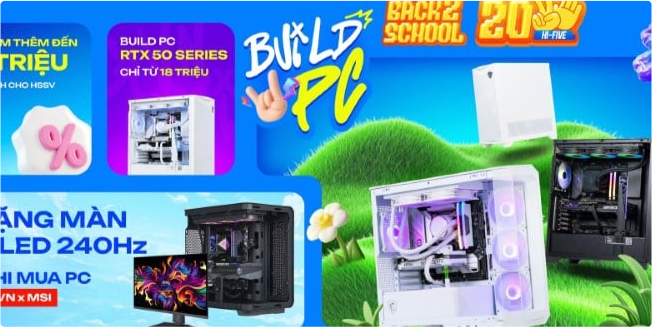 M THÊM ĐẾN
TRIỆU
H CHO HSSV
%
BUILD PC
RTX 50 SERIES
CHỈ TỪ 18 TRIỆU
BUILD
PC
BACK2
SCHOOL
20
HI-FIVE
ẶNG MÀN
LED 240Hz
HI MUA PC
VN x MSI